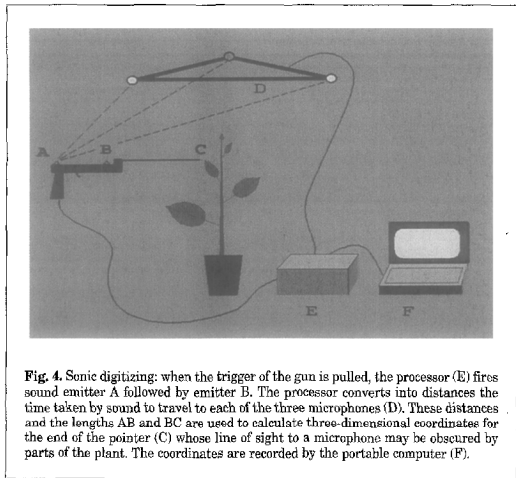 A
B
C
D
E
F
Fig. 4. Sonic digitizing: when the trigger of the gun is pulled, the processor (E) fires
sound emitter A followed by emitter B. The processor converts into distances the
time taken by sound to travel to each of the three microphones (D). These distances
and the lengths AB and BC are used to calculate three-dimensional coordinates for
the end of the pointer (C) whose line of sight to a microphone may be obscured by
parts of the plant. The coordinates are recorded by the portable computer (F).